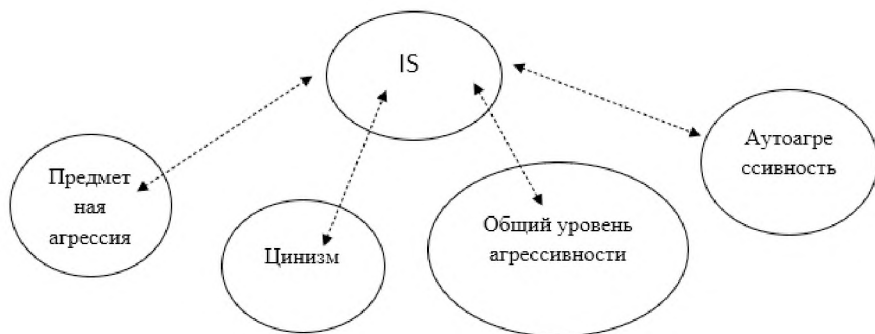 IS
Предмет
ная
агрессия
Цинизм
Общий уровень
агрессивности
Аутоагре
ссивность